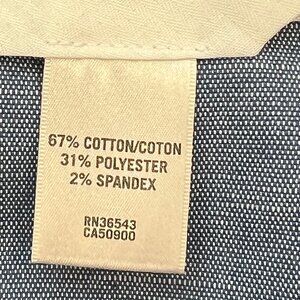 67% COTTON/COTON
31% POLYESTER
2% SPANDEX
RN36543
CA50900